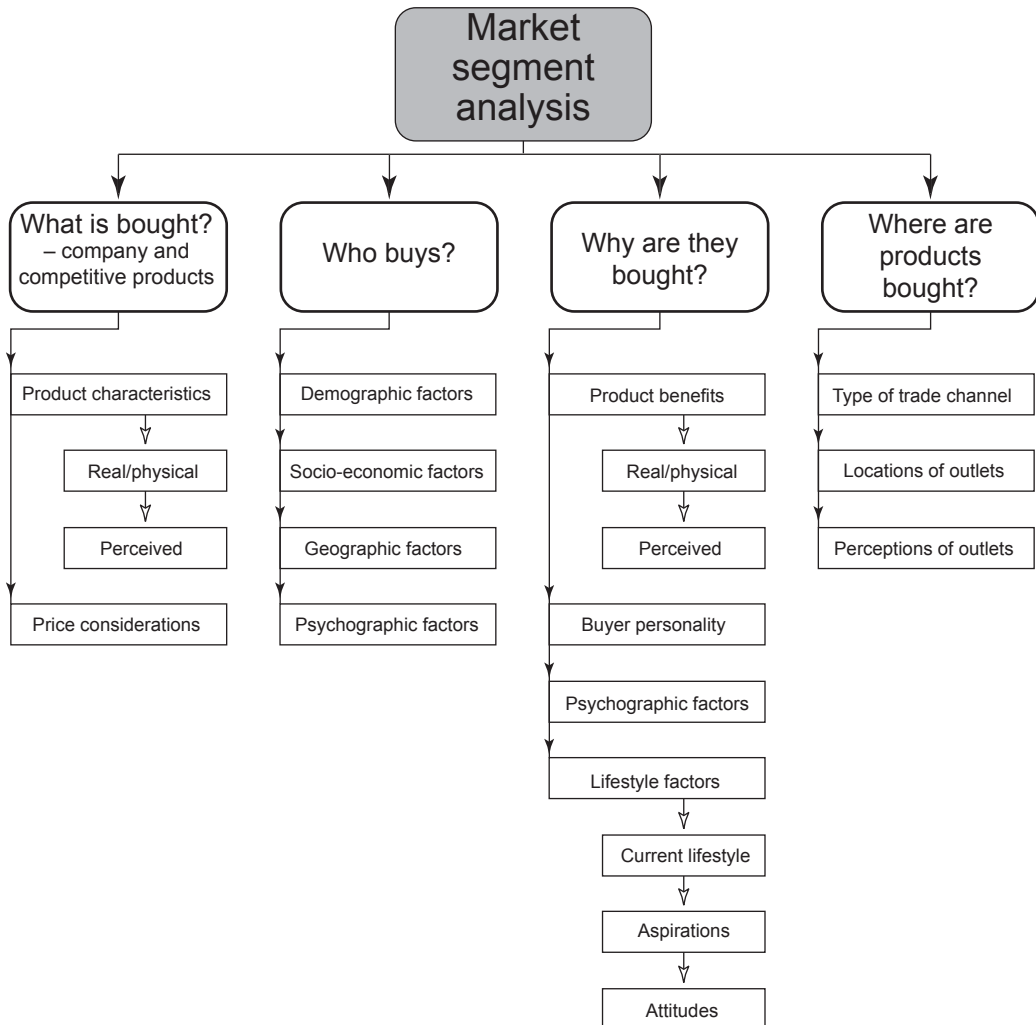 Market
segment
analysis
What is bought?
– company and
competitive products
Who buys?
Why are they
bought?
Where are
products
bought?
Product characteristics
Real/physical
Perceived
Price considerations
Demographic factors
Socio-economic factors
Geographic factors
Psychographic factors
Product benefits
Real/physical
Perceived
Buyer personality
Psychographic factors
Lifestyle factors
Current lifestyle
Aspirations
Attitudes
Type of trade channel
Locations of outlets
Perceptions of outlets